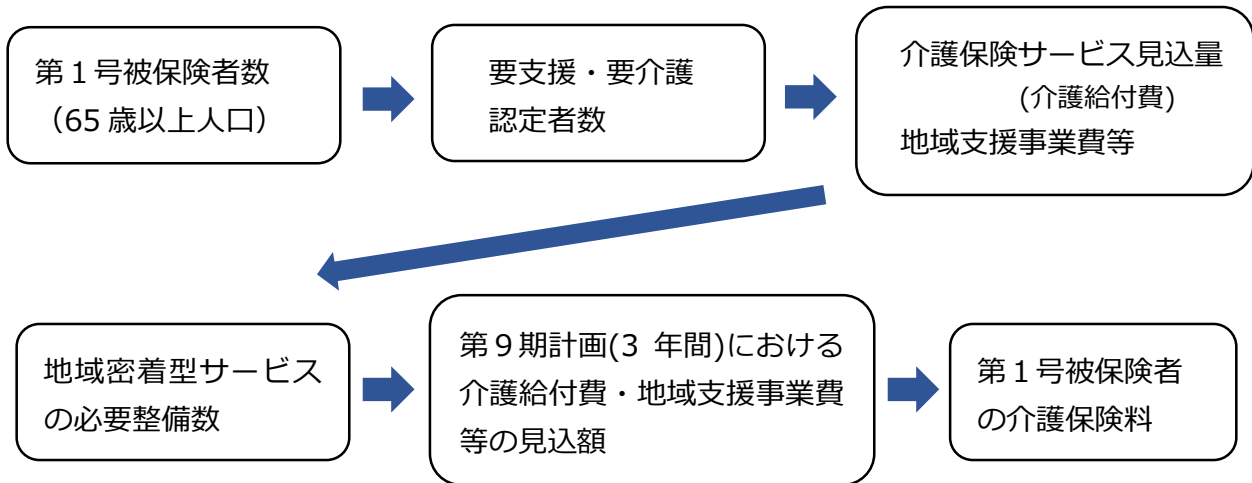 第１号被保険者数
（65 歳以上人口）
要支援・要介護
認定者数
介護保険サービス見込量
(介護給付費)
地域支援事業費等
地域密着型サービス
の必要整備数
第９期計画(3 年間)における
介護給付費・地域支援事業費
等の見込額
第１号被保険者
の介護保険料